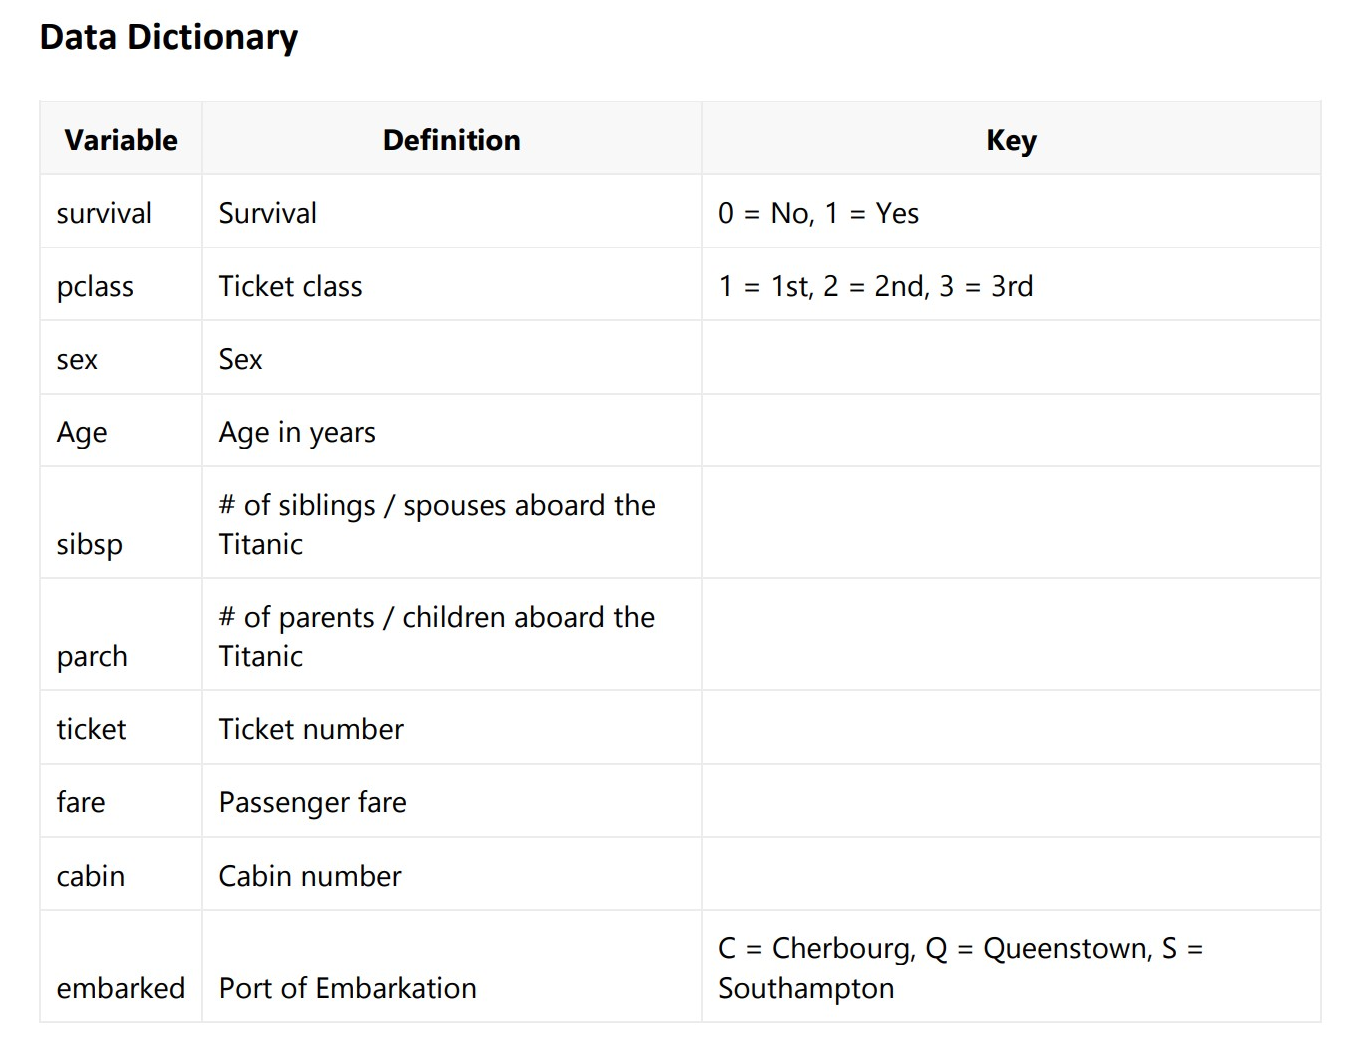 Data Dictionary
Variable Definition Key
survival Survival 0 = No, 1 = Yes
pclass Ticket class 1 = 1st, 2 = 2nd, 3 = 3rd
sex Sex
Age Age in years
sibsp # of siblings / spouses aboard the
Titanic
parch # of parents / children aboard the
Titanic
ticket Ticket number
fare Passenger fare
cabin Cabin number
embarked Port of Embarkation C = Cherbourg, Q = Queenstown, S =
Southampton